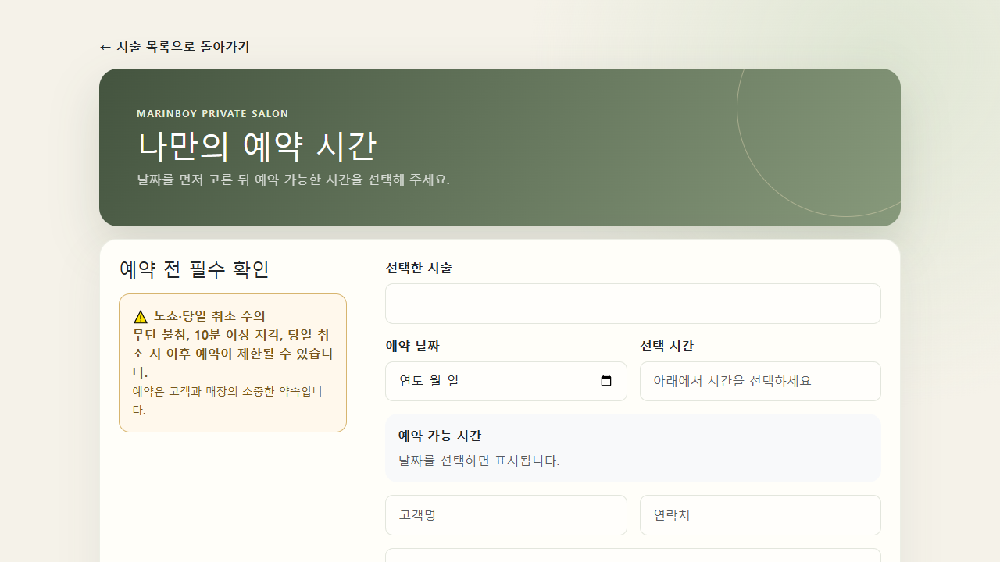 ← 시술 목록으로 돌아가기
MARINBOY PRIVATE SALON
나만의 예약 시간
날짜를 먼저 고른 뒤 예약 가능한 시간을 선택해 주세요.
예약 전 필수 확인
⚠️ 노쇼·당일 취소 주의
무단 불참, 10분 이상 지각, 당일 취
소 시 이후 예약이 제한될 수 있습니
다.
예약은 고객과 매장의 소중한 약속입니
다.
선택한 시술
예약 날짜
선택 시간
연도-월-일
아래에서 시간을 선택하세요
예약 가능 시간
날짜를 선택하면 표시됩니다.
고객명
연락처